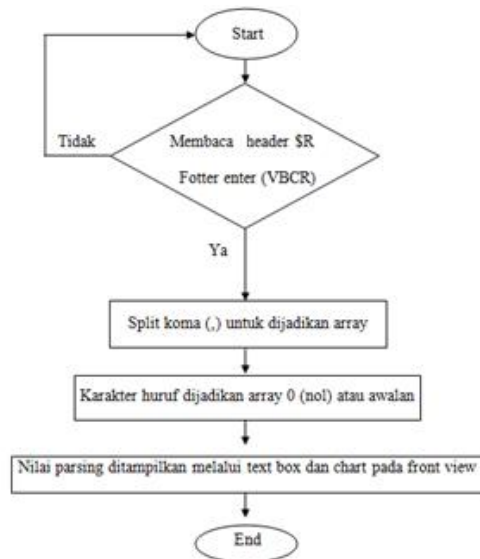 Start
Membaca header $R
Tidak
Fotter enter (VBCR)
Ya
Split koma (,) untuk dijadikan array
Karakter huruf dijadikan array 0 (nol) atau awalan
Nilai parsing ditampilkan melalui text box dan chart pada front view
End